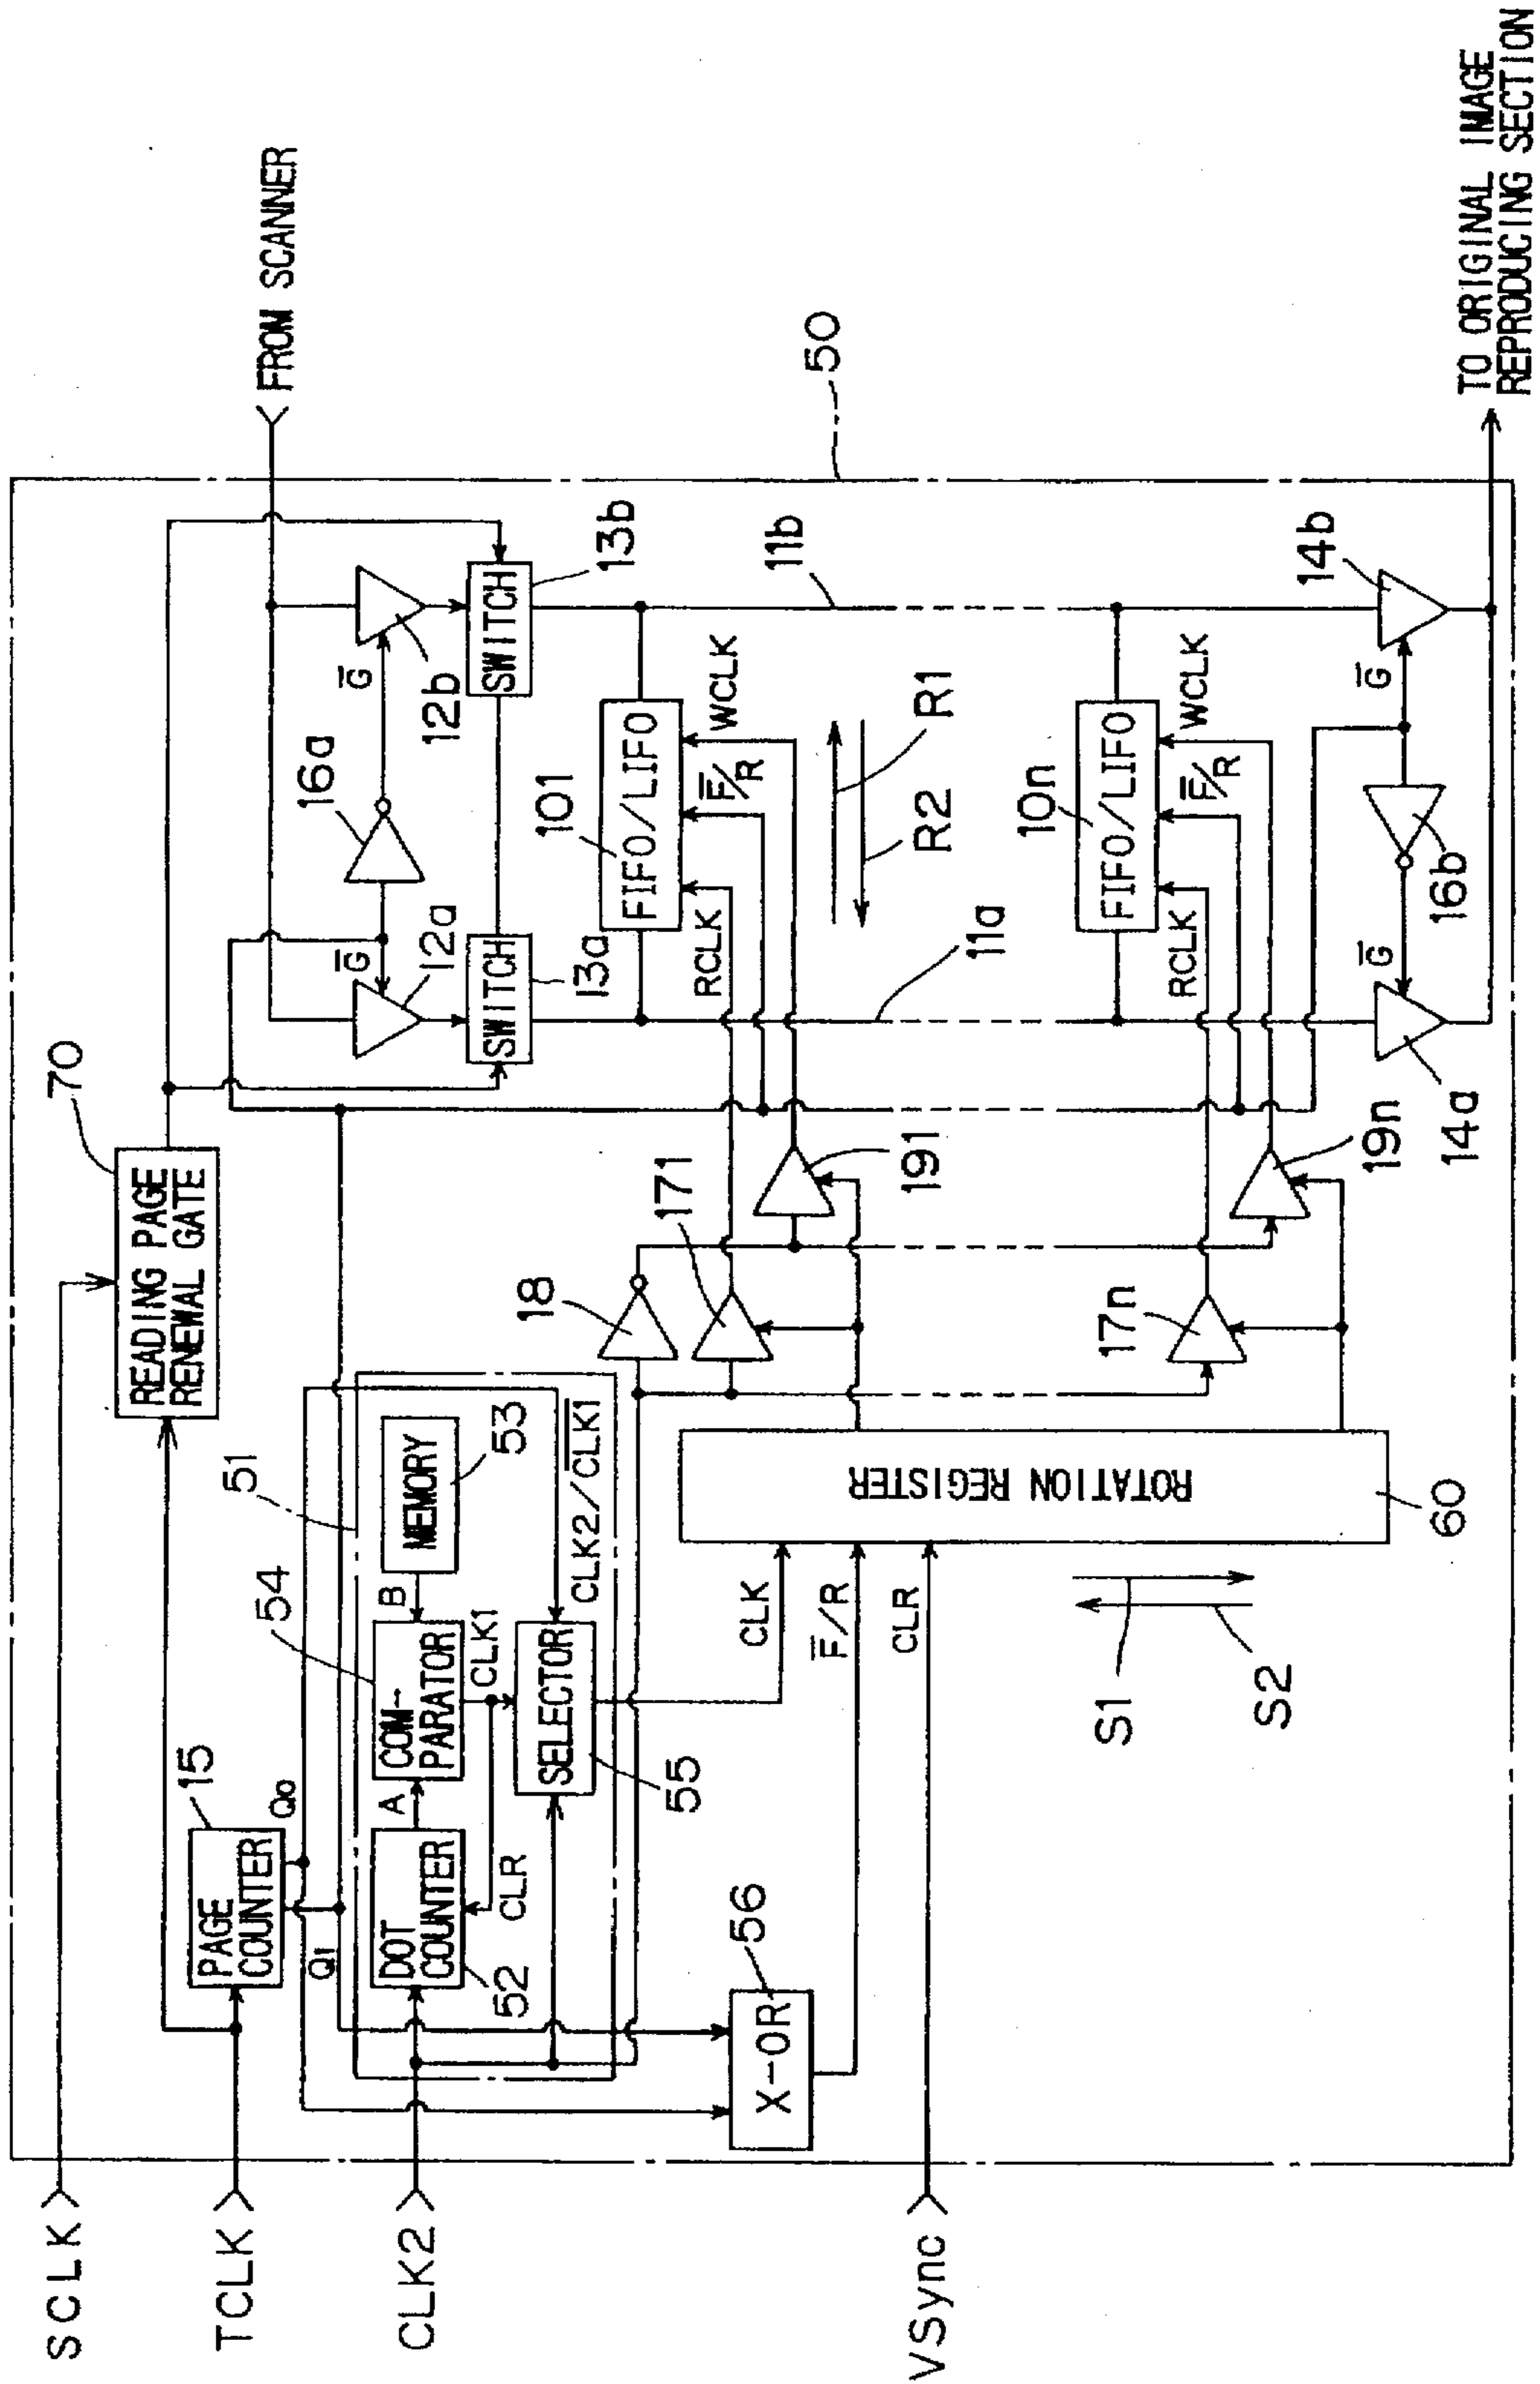 SCLK
TCLK
CLK2
VSync
15
PAGE
COUNTER
Q0
Q1
70
READING PAGE
RENEWAL GATE
FROM SCANNER
50
51
DOT
COUNTER
52
A
CLR
54
COM-
PARATOR
B
MEMORY
53
CLK1
SELECTOR
55
CLK2/C̅L̅K̅1̅
X-OR
56
CLK
F̅/R
CLR
ROTATION REGISTER
60
S1
S2
18
171
191
17n
19n
G̅
12a
16a
G̅
12b
SWITCH
13a
SWITCH
13b
101
FIFO/LIFO
RCLK
F̅/R
WCLK
R1
R2
11a
11b
10n
FIFO/LIFO
RCLK
F̅/R
WCLK
G̅
14a
16b
G̅
14b
TO ORIGINAL IMAGE
REPRODUCING SECTION